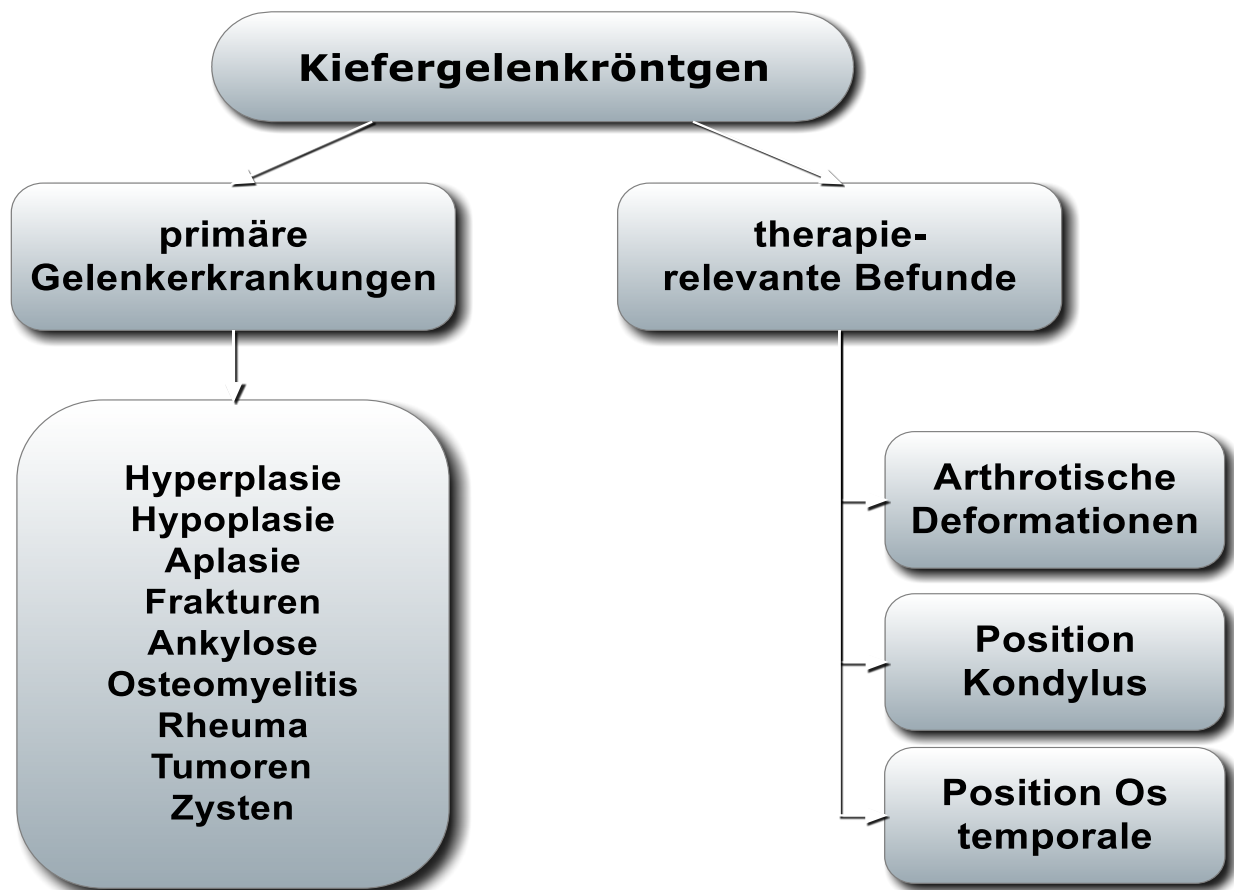 Kiefergelenkröntgen
primäre
Gelenkerkrankungen
therapie-
relevante Befunde
Hyperplasie
Hypoplasie
Aplasie
Frakturen
Ankylose
Osteomyelitis
Rheuma
Tumoren
Zysten
Arthrotische
Deformationen
Position
Kondylus
Position Os
temporale